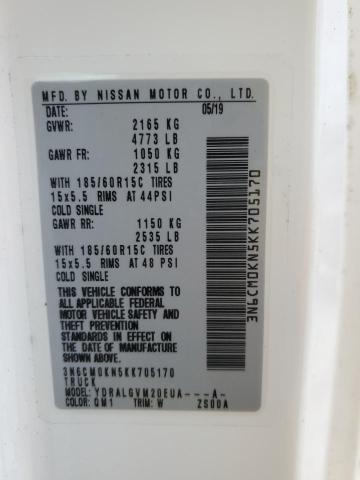 MFD. BY NISSAN MOTOR CO., LTD.
DATE: 05/19
GVWR: 2165 KG
4773 LB
GAWR FR: 1050 KG
2315 LB
WITH 185/60R15C TIRES
15x5.5 RIMS AT 44PSI
COLD SINGLE
GAWR RR: 1150 KG
2535 LB
WITH 185/60R15C TIRES
15x5.5 RIMS AT 48 PSI
COLD SINGLE
THIS VEHICLE CONFORMS TO
ALL APPLICABLE FEDERAL
MOTOR VEHICLE SAFETY AND
THEFT PREVENTION
STANDARDS IN EFFECT ON
THE DATE OF MANUFACTURE
SHOWN ABOVE.
3N6CM0KN5KK705170
TRUCK
MODEL: YDRALGVM20EUA----A-
COLOR: QM1 TRIM: W ZS00A
3N6CM0KN5KK705170